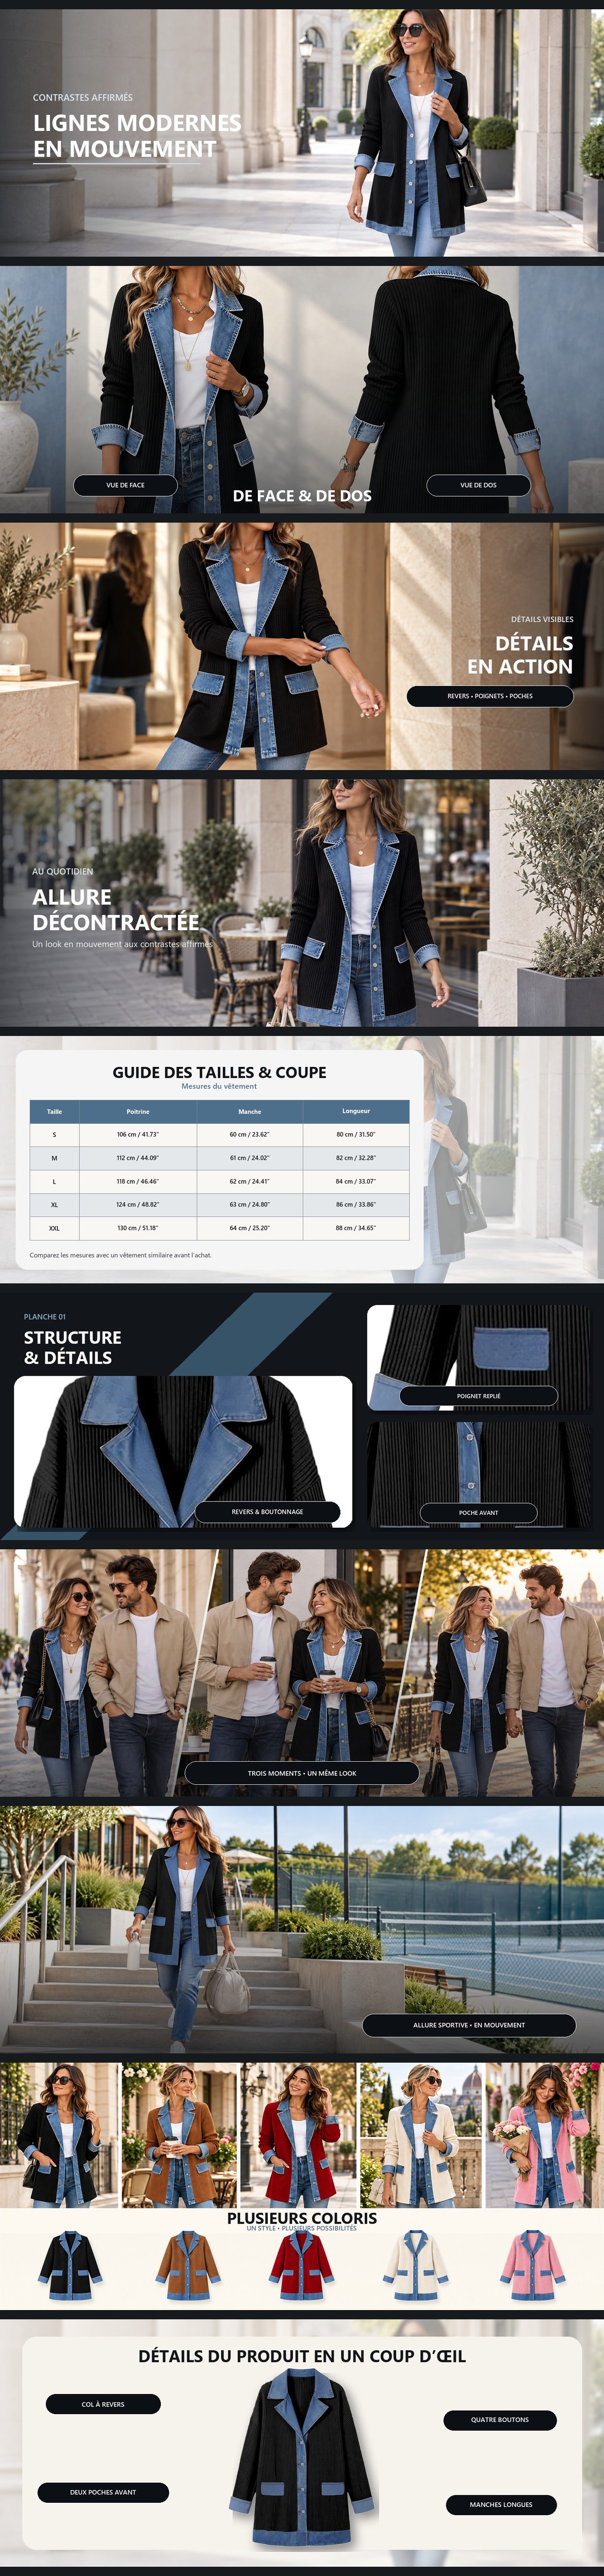 CONTRASTES AFFIRMÉS
LIGNES MODERNES
EN MOUVEMENT
VUE DE FACE
VUE DE DOS
DE FACE & DE DOS
DÉTAILS VISIBLES
DÉTAILS
EN ACTION
REVERS • POIGNETS • POCHES
AU QUOTIDIEN
ALLURE
DÉCONTRACTÉE
Un look en mouvement aux contrastes affirmés
GUIDE DES TAILLES & COUPE
Mesures du vêtement
Taille Poitrine Manche Longueur
S 106 cm / 41.73" 60 cm / 23.62" 80 cm / 31.50"
M 112 cm / 44.09" 61 cm / 24.02" 82 cm / 32.28"
L 118 cm / 46.46" 62 cm / 24.41" 84 cm / 33.07"
XL 124 cm / 48.82" 63 cm / 24.80" 86 cm / 33.86"
XXL 130 cm / 51.18" 64 cm / 25.20" 88 cm / 34.65"
Comparez les mesures avec un vêtement similaire avant l'achat.
PLANCHE 01
STRUCTURE
& DÉTAILS
POIGNET REPLIÉ
REVERS & BOUTONNAGE
POCHE AVANT
TROIS MOMENTS • UN MÊME LOOK
ALLURE SPORTIVE • EN MOUVEMENT
PLUSIEURS COLORIS
UN STYLE • PLUSIEURS POSSIBILITÉS
DÉTAILS DU PRODUIT EN UN COUP D'ŒIL
COL À REVERS
QUATRE BOUTONS
DEUX POCHES AVANT
MANCHES LONGUES